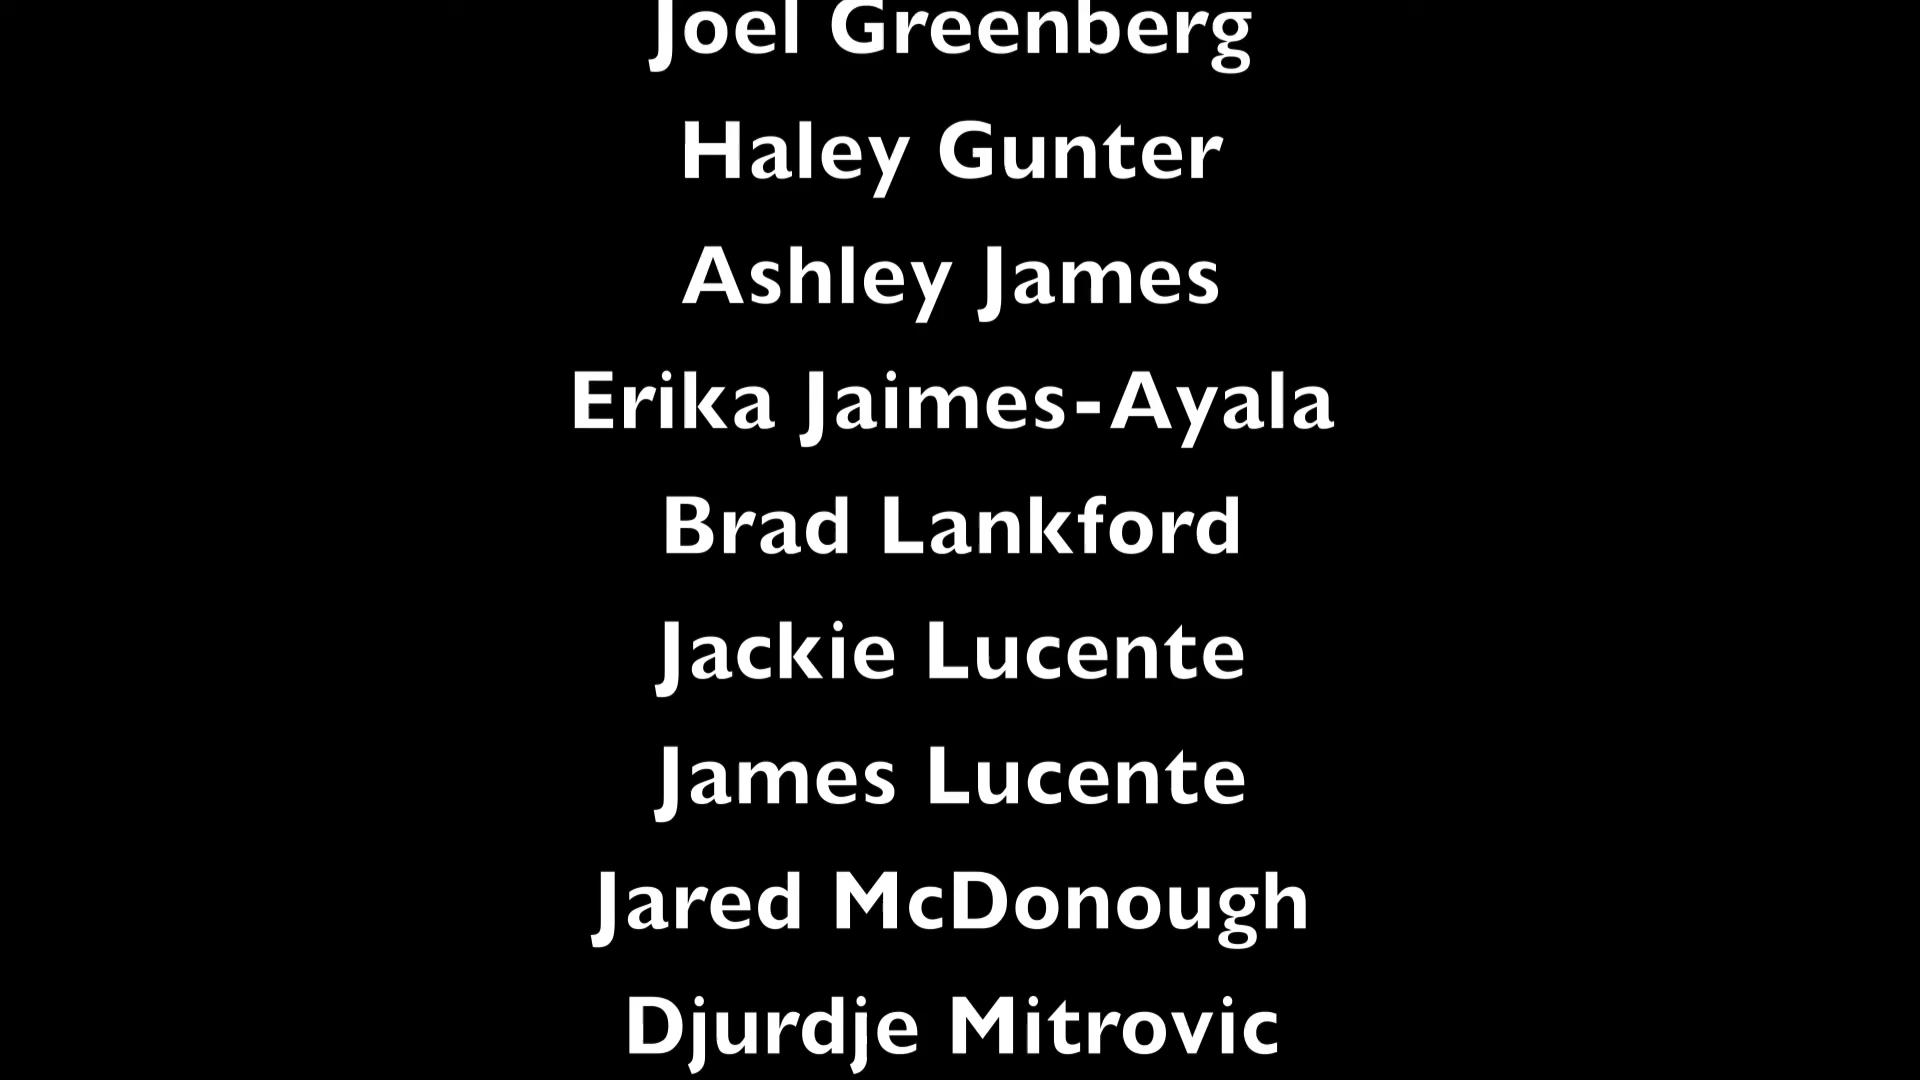 Joel Greenberg
Haley Gunter
Ashley James
Erika Jaimes-Ayala
Brad Lankford
Jackie Lucente
James Lucente
Jared McDonough
Djurdje Mitrovic